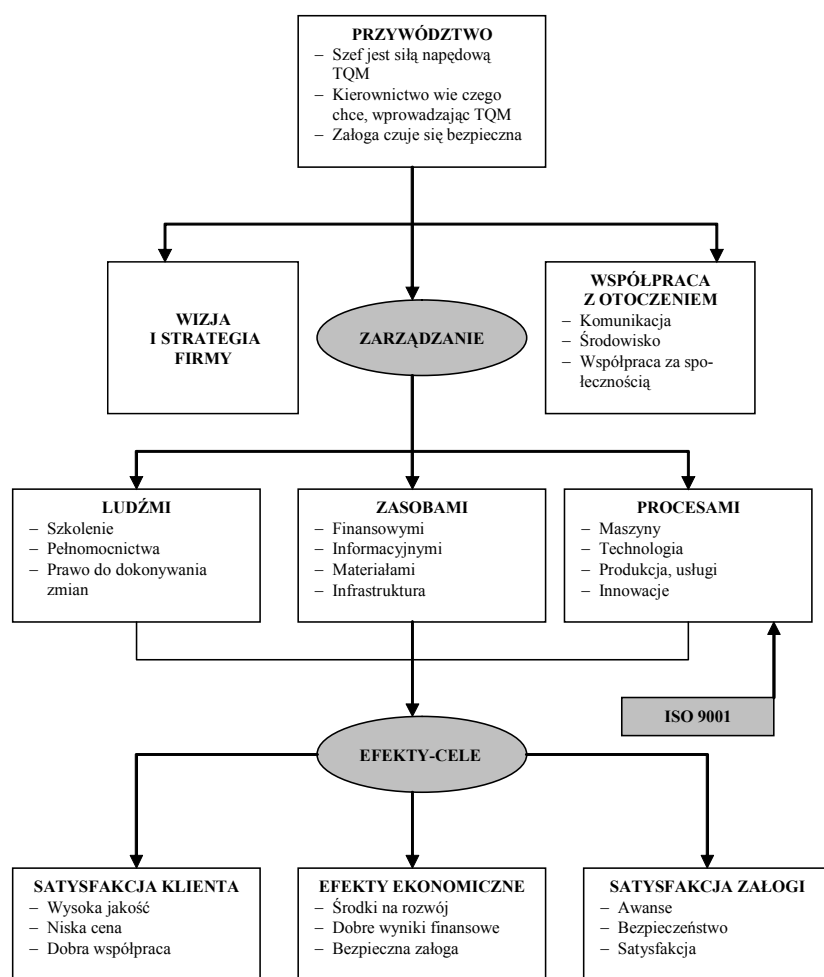 PRZYWÓDZTWO
– Szef jest siłą napędową
TQM
– Kierownictwo wie czego
chce, wprowadzając TQM
– Załoga czuje się bezpieczna
WIZJA
I STRATEGIA
FIRMY
ZARZĄDZANIE
WSPÓŁPRACA
Z OTOCZENIEM
– Komunikacja
– Środowisko
– Współpraca za spo-
łecznością
LUDŹMI
– Szkolenie
– Pełnomocnictwa
– Prawo do dokonywania
zmian
ZASOBAMI
– Finansowymi
– Informacyjnymi
– Materiałami
– Infrastruktura
PROCESAMI
– Maszyny
– Technologia
– Produkcja, usługi
– Innowacje
ISO 9001
EFEKTY-CELE
SATYSFAKCJA KLIENTA
– Wysoka jakość
– Niska cena
– Dobra współpraca
EFEKTY EKONOMICZNE
– Środki na rozwój
– Dobre wyniki finansowe
– Bezpieczna załoga
SATYSFAKCJA ZAŁOGI
– Awanse
– Bezpieczeństwo
– Satysfakcja